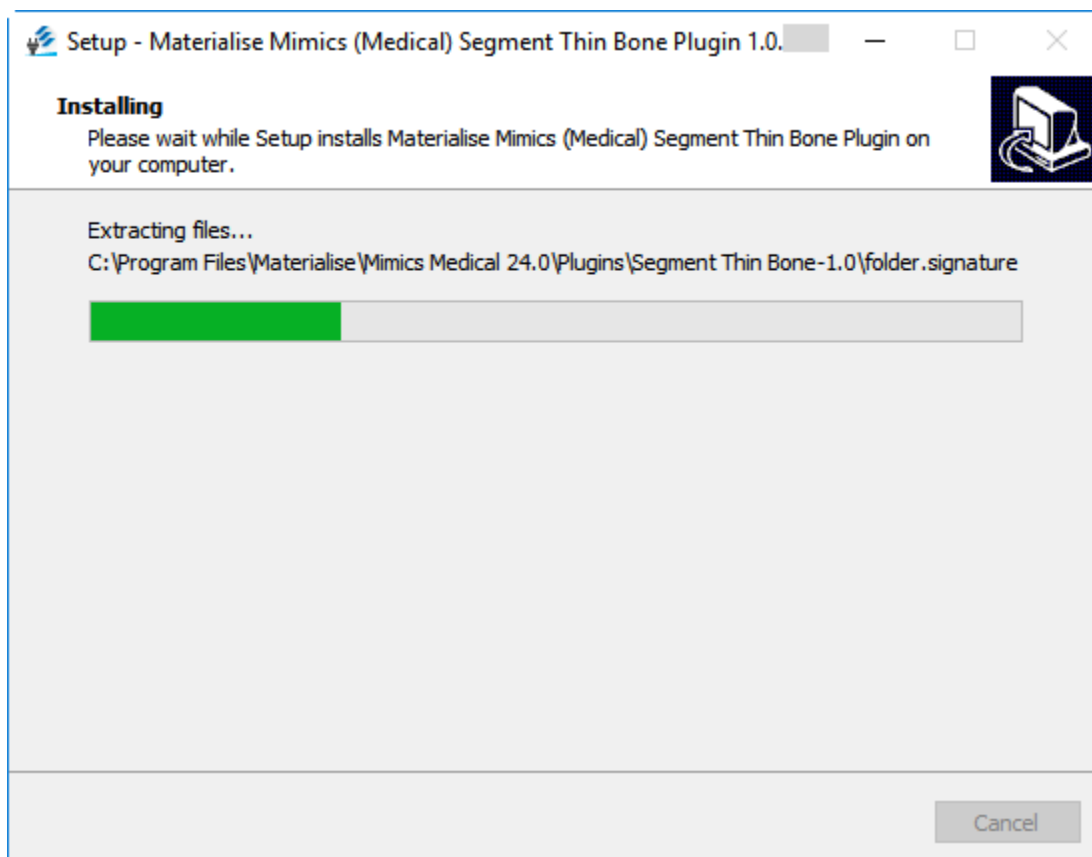 Setup - Materialise Mimics (Medical) Segment Thin Bone Plugin 1.0.
Installing
Please wait while Setup installs Materialise Mimics (Medical) Segment Thin Bone Plugin on
your computer.
Extracting files...
C:\Program Files\Materialise\Mimics Medical 24.0\Plugins\Segment Thin Bone-1.0\folder.signature
Cancel